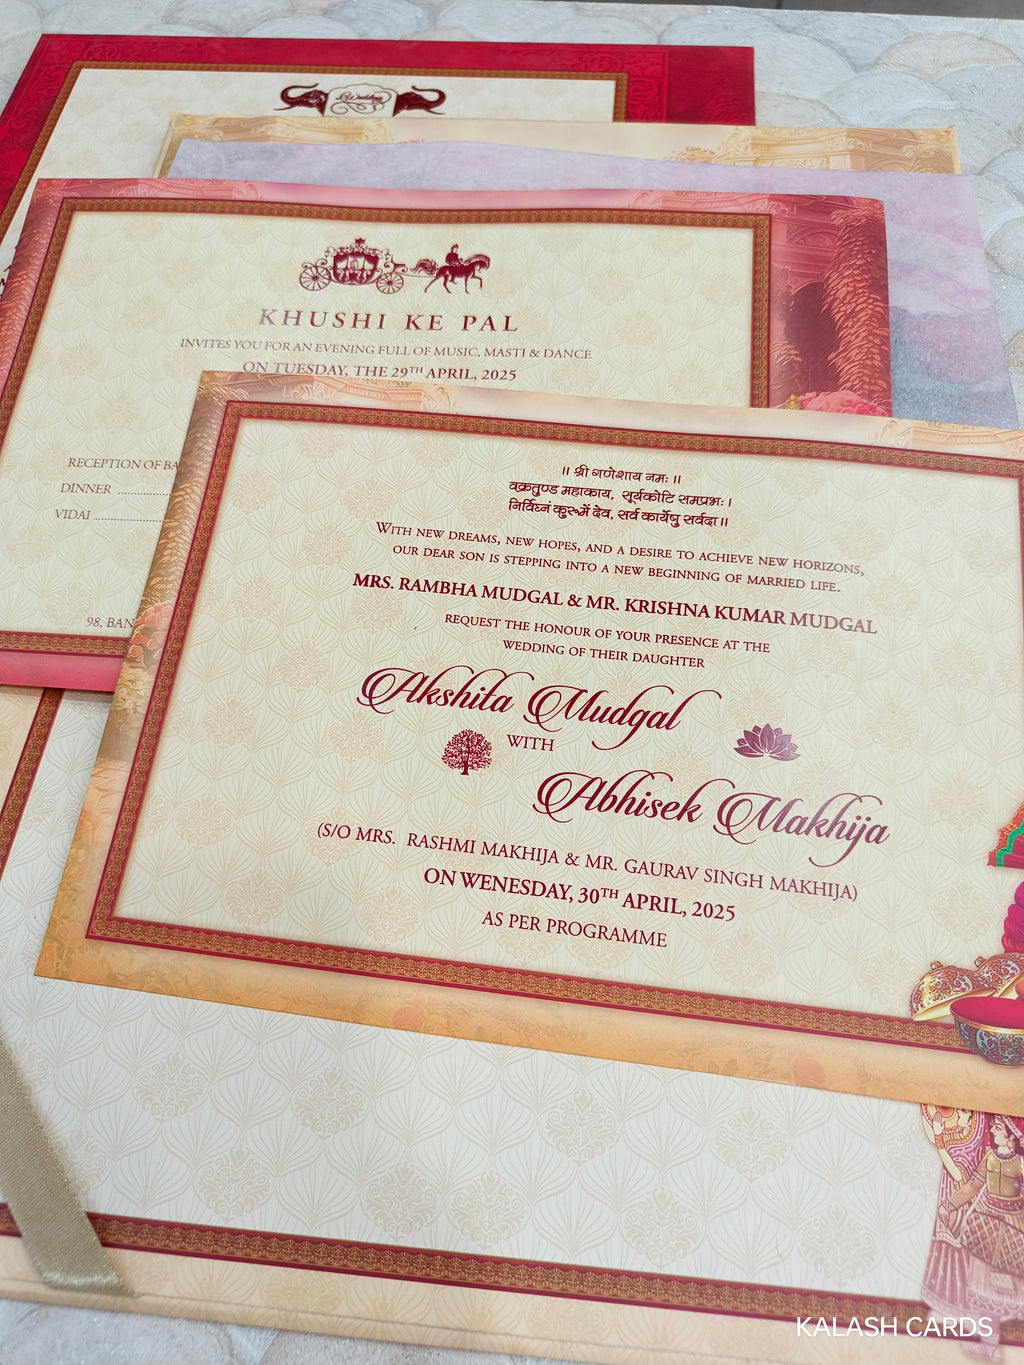 Wedding
KHUSHI KE PAL
INVITES YOU FOR AN EVENING FULL OF MUSIC, MASTI & DANCE
ON TUESDAY, THE 29TH APRIL, 2025
RECEPTION OF BA
DINNER ..................
VIDAI ..................
98, BAN
।। श्री गणेशाय नमः ।।
वक्रतुण्ड महाकाय, सूर्यकोटि समप्रभः ।
निर्विघ्नं कुरूमें देव, सर्व कार्येषु सर्वदा ।।
WITH NEW DREAMS, NEW HOPES, AND A DESIRE TO ACHIEVE NEW HORIZONS,
OUR DEAR SON IS STEPPING INTO A NEW BEGINNING OF MARRIED LIFE.
MRS. RAMBHA MUDGAL & MR. KRISHNA KUMAR MUDGAL
REQUEST THE HONOUR OF YOUR PRESENCE AT THE
WEDDING OF THEIR DAUGHTER
Akshita Mudgal
WITH
Abhisek Makhija
(S/O MRS. RASHMI MAKHIJA & MR. GAURAV SINGH MAKHIJA)
ON WENESDAY, 30TH APRIL, 2025
AS PER PROGRAMME
KALASH CARDS